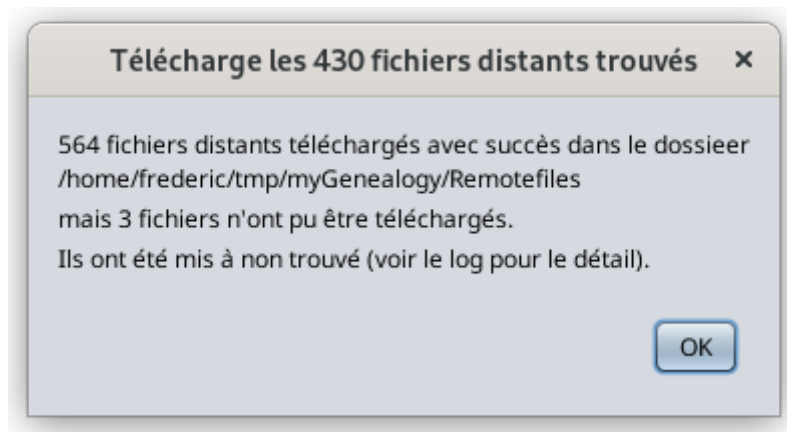 Télécharge les 430 fichiers distants trouvés ×
564 fichiers distants téléchargés avec succès dans le dossieer
/home/frederic/tmp/myGenealogy/Remotefiles
mais 3 fichiers n'ont pu être téléchargés.
Ils ont été mis à non trouvé (voir le log pour le détail).
OK